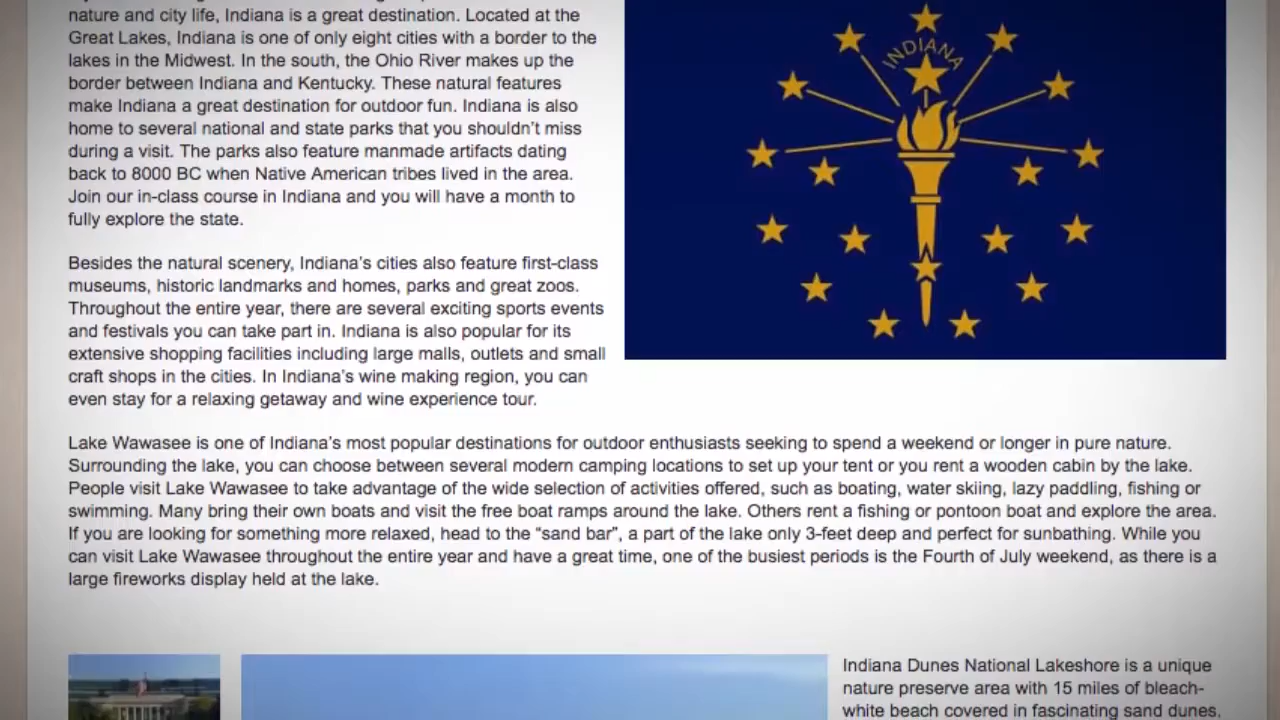 nature and city life, Indiana is a great destination. Located at the
Great Lakes, Indiana is one of only eight cities with a border to the
lakes in the Midwest. In the south, the Ohio River makes up the
border between Indiana and Kentucky. These natural features
make Indiana a great destination for outdoor fun. Indiana is also
home to several national and state parks that you shouldn't miss
during a visit. The parks also feature manmade artifacts dating
back to 8000 BC when Native American tribes lived in the area.
Join our in-class course in Indiana and you will have a month to
fully explore the state.
INDIANA
Besides the natural scenery, Indiana's cities also feature first-class
museums, historic landmarks and homes, parks and great zoos.
Throughout the entire year, there are several exciting sports events
and festivals you can take part in. Indiana is also popular for its
extensive shopping facilities including large malls, outlets and small
craft shops in the cities. In Indiana's wine making region, you can
even stay for a relaxing getaway and wine experience tour.
Lake Wawasee is one of Indiana's most popular destinations for outdoor enthusiasts seeking to spend a weekend or longer in pure nature.
Surrounding the lake, you can choose between several modern camping locations to set up your tent or you rent a wooden cabin by the lake.
People visit Lake Wawasee to take advantage of the wide selection of activities offered, such as boating, water skiing, lazy paddling, fishing or
swimming. Many bring their own boats and visit the free boat ramps around the lake. Others rent a fishing or pontoon boat and explore the area.
If you are looking for something more relaxed, head to the “sand bar”, a part of the lake only 3-feet deep and perfect for sunbathing. While you
can visit Lake Wawasee throughout the entire year and have a great time, one of the busiest periods is the Fourth of July weekend, as there is a
large fireworks display held at the lake.
Indiana Dunes National Lakeshore is a unique
nature preserve area with 15 miles of bleach-
white beach covered in fascinating sand dunes,